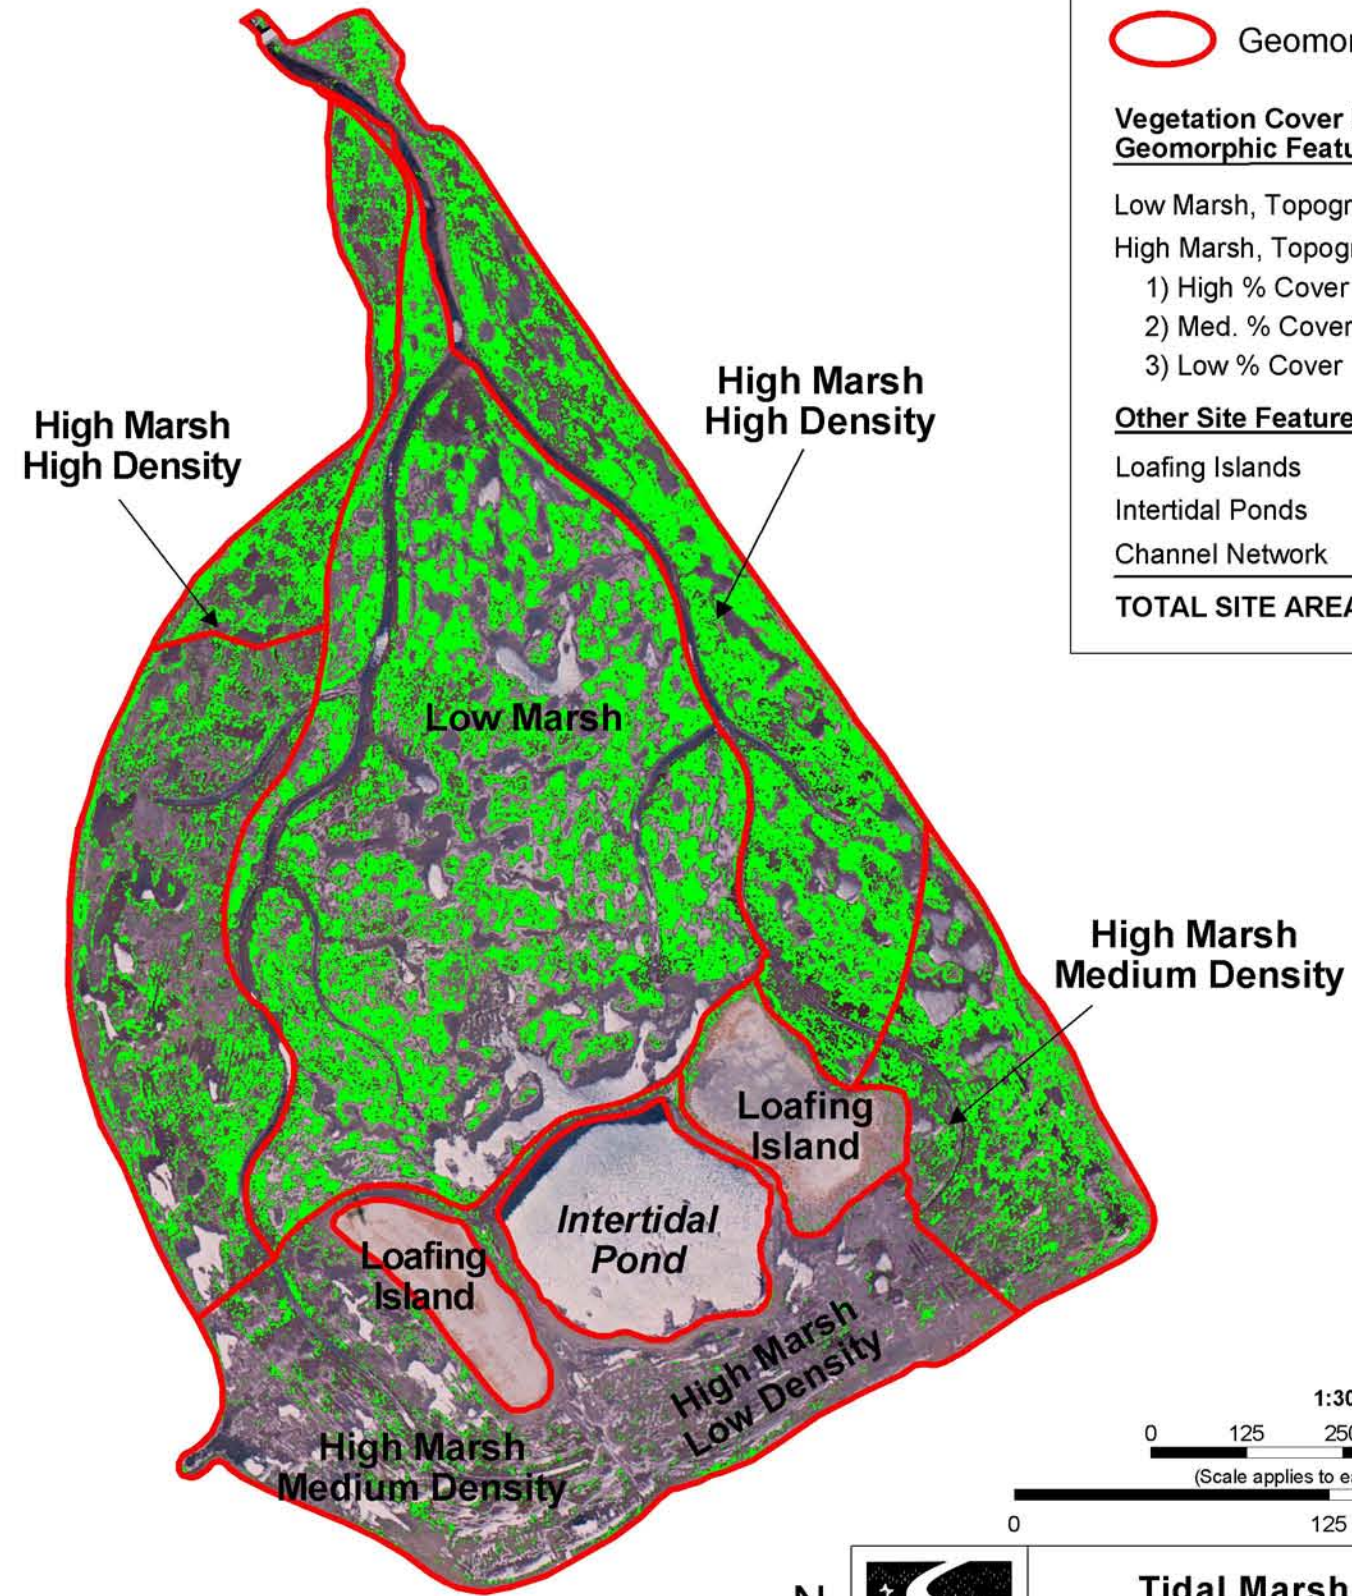 Geomor
Vegetation Cover
Geomorphic Featu
Low Marsh, Topogr
High Marsh, Topogr
1) High % Cover
2) Med. % Cover
3) Low % Cover
Other Site Feature
Loafing Islands
Intertidal Ponds
Channel Network
TOTAL SITE AREA
High Marsh
High Density
High Marsh
High Density
Low Marsh
High Marsh
Medium Density
Loafing
Island
Intertidal
Pond
Loafing
Island
High Marsh
Low Density
High Marsh
Medium Density
1:30
0 125 250
(Scale applies to e
0 125
N
Tidal Marsh